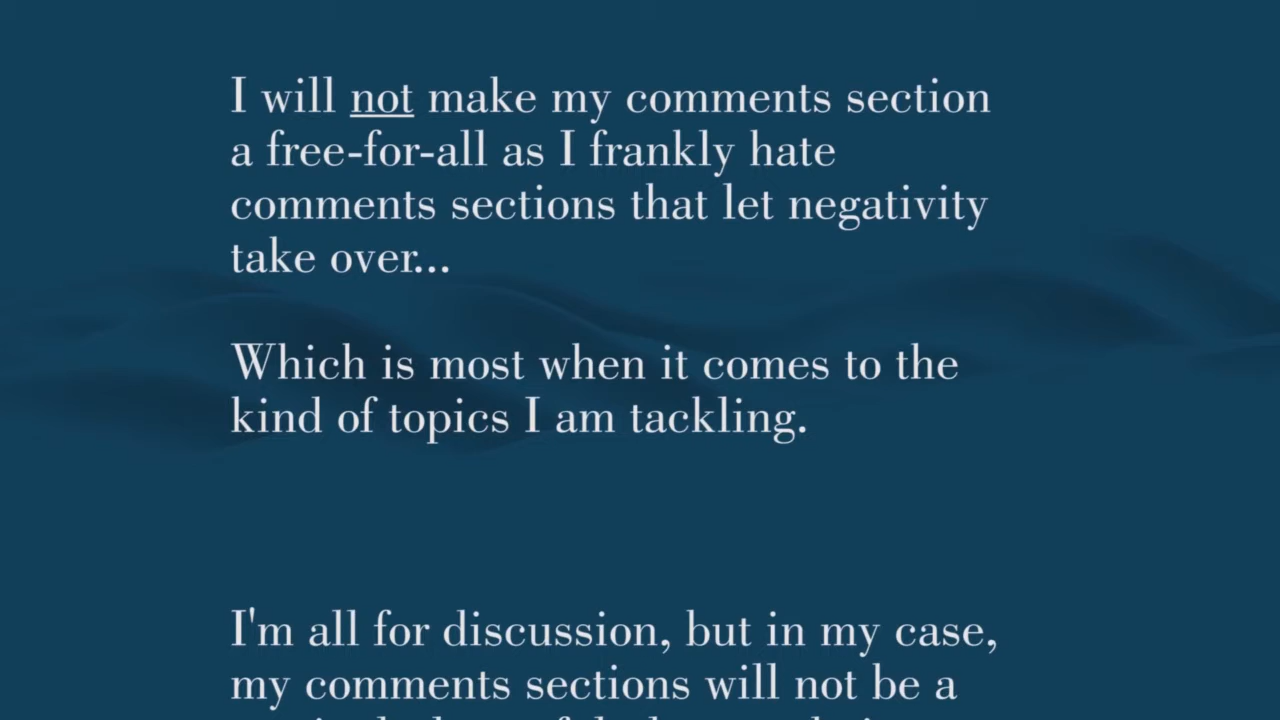 I will not make my comments section
a free-for-all as I frankly hate
comments sections that let negativity
take over...
Which is most when it comes to the
kind of topics I am tackling.
I'm all for discussion, but in my case,
my comments sections will not be a